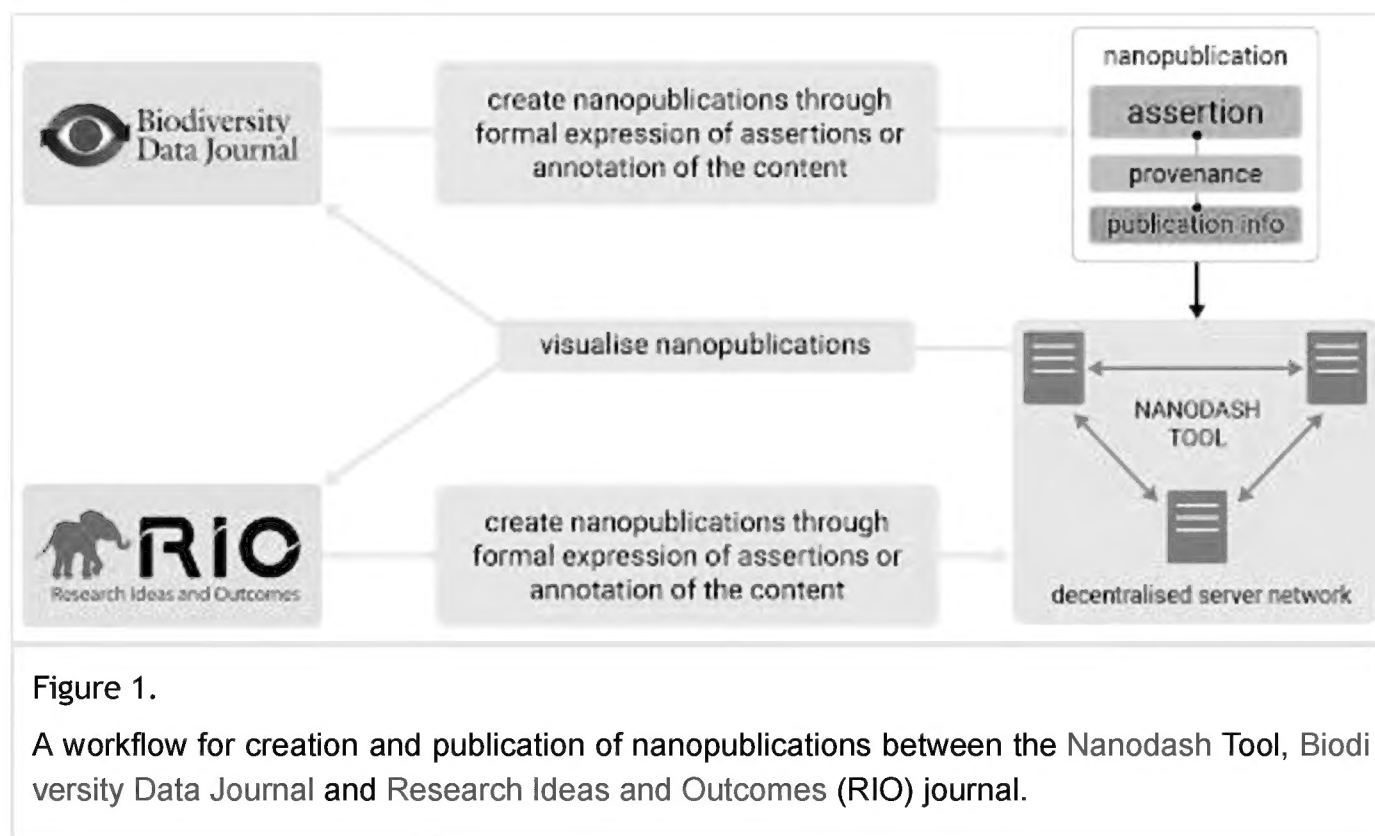 Biodiversity
Data Journal
create nanopublications through
formal expression of assertions or
annotation of the content
nanopublication
assertion
provenance
publication info
visualise nanopublications
NANODASH
TOOL
decentralised server network
RIO
Research Ideas and Outcomes
create nanopublications through
formal expression of assertions or
annotation of the content
Figure 1.
A workflow for creation and publication of nanopublications between the Nanodash Tool, Biodi
versity Data Journal and Research Ideas and Outcomes (RIO) journal.